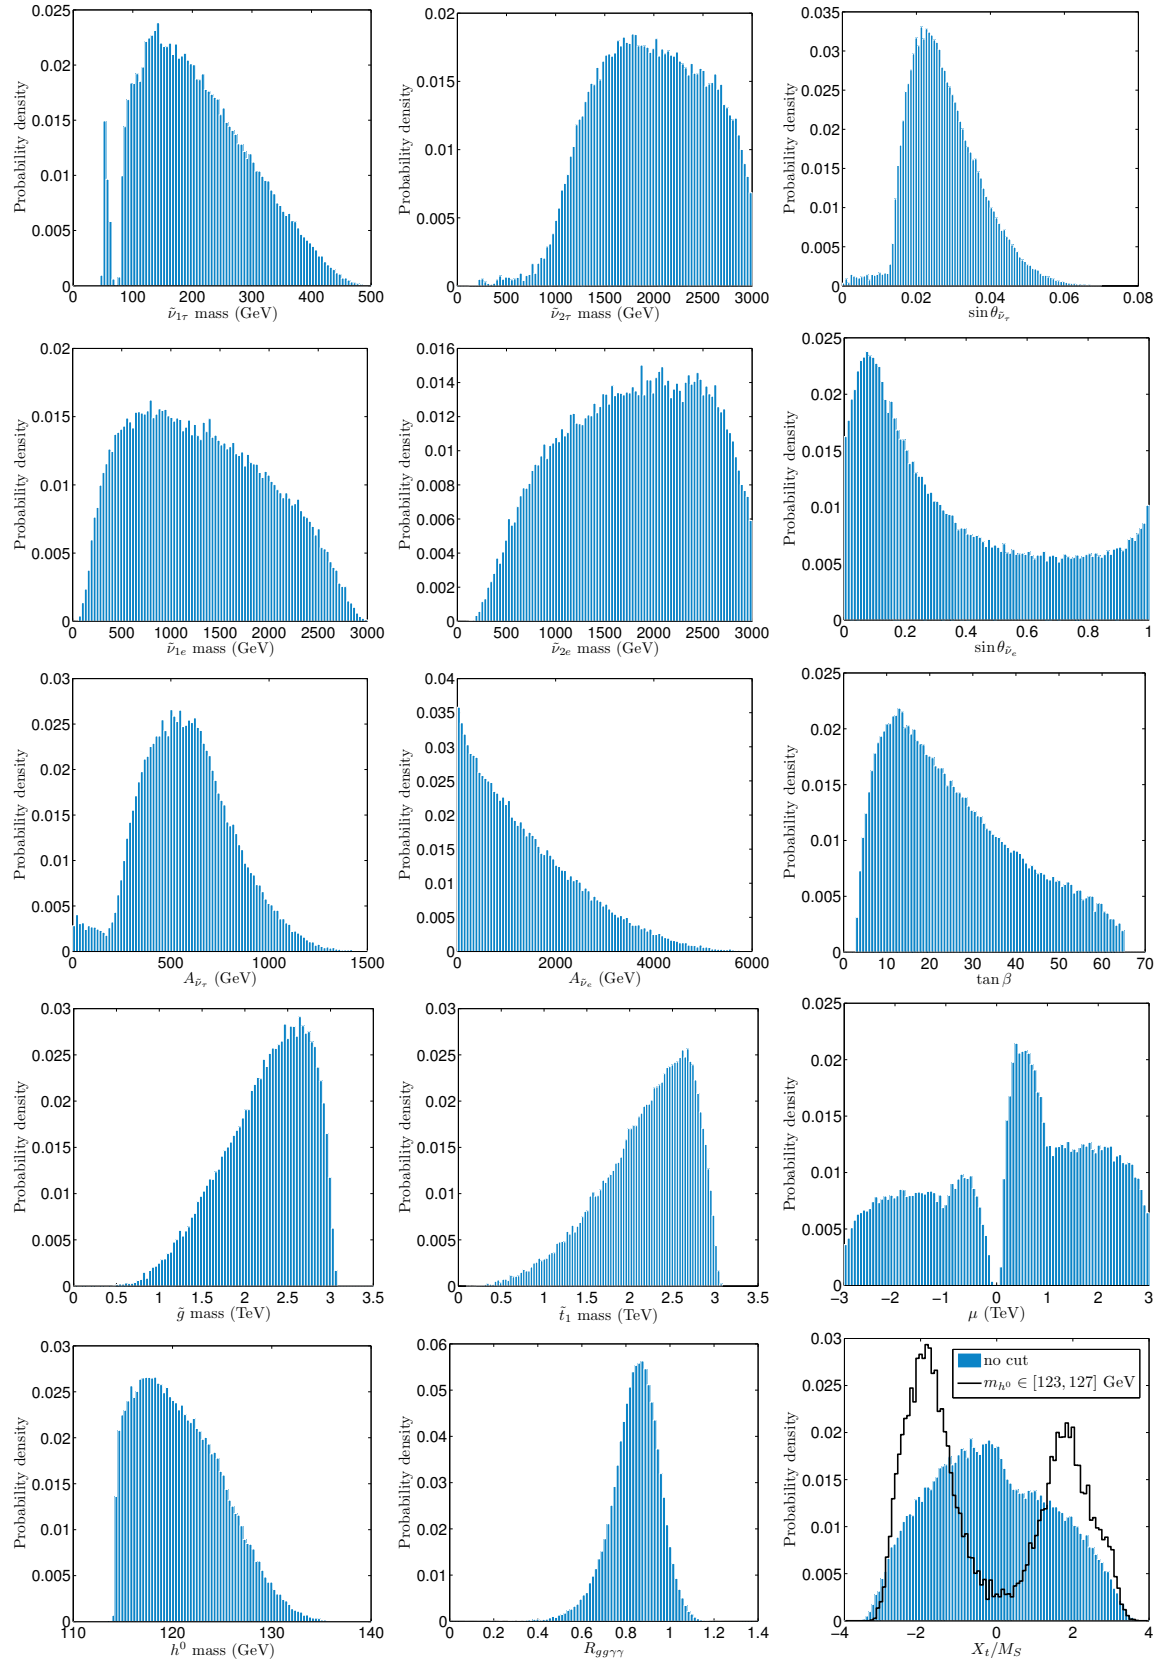 0.025
0.02
0.015
0.01
0.005
0
Probability density
0 100 200 300 400 500
ν̃1τ mass (GeV)
0.02
0.015
0.01
0.005
0
Probability density
0 500 1000 1500 2000 2500 3000
ν̃2τ mass (GeV)
0.035
0.03
0.025
0.02
0.015
0.01
0.005
0
Probability density
0 0.02 0.04 0.06 0.08
sin θν̃τ
0.02
0.015
0.01
0.005
0
Probability density
0 500 1000 1500 2000 2500 3000
ν̃1e mass (GeV)
0.016
0.014
0.012
0.01
0.008
0.006
0.004
0.002
0
Probability density
0 500 1000 1500 2000 2500 3000
ν̃2e mass (GeV)
0.025
0.02
0.015
0.01
0.005
0
Probability density
0 0.2 0.4 0.6 0.8 1
sin θν̃e
0.03
0.025
0.02
0.015
0.01
0.005
0
Probability density
0 500 1000 1500
Aν̃τ (GeV)
0.04
0.035
0.03
0.025
0.02
0.015
0.01
0.005
0
Probability density
0 2000 4000 6000
Aν̃e (GeV)
0.025
0.02
0.015
0.01
0.005
0
Probability density
0 10 20 30 40 50 60 70
tan β
0.03
0.025
0.02
0.015
0.01
0.005
0
Probability density
0 0.5 1 1.5 2 2.5 3 3.5
g̃ mass (TeV)
0.03
0.025
0.02
0.015
0.01
0.005
0
Probability density
0 0.5 1 1.5 2 2.5 3 3.5
t̃1 mass (TeV)
0.025
0.02
0.015
0.01
0.005
0
Probability density
−3 −2 −1 0 1 2 3
μ (TeV)
0.03
0.025
0.02
0.015
0.01
0.005
0
Probability density
110 120 130 140
h0 mass (GeV)
0.06
0.05
0.04
0.03
0.02
0.01
0
Probability density
0 0.2 0.4 0.6 0.8 1 1.2 1.4
Rggγγ
0.03
0.025
0.02
0.015
0.01
0.005
0
Probability density
no cut
mh0 ∈ [123, 127] GeV
−4 −2 0 2 4
Xt/MS